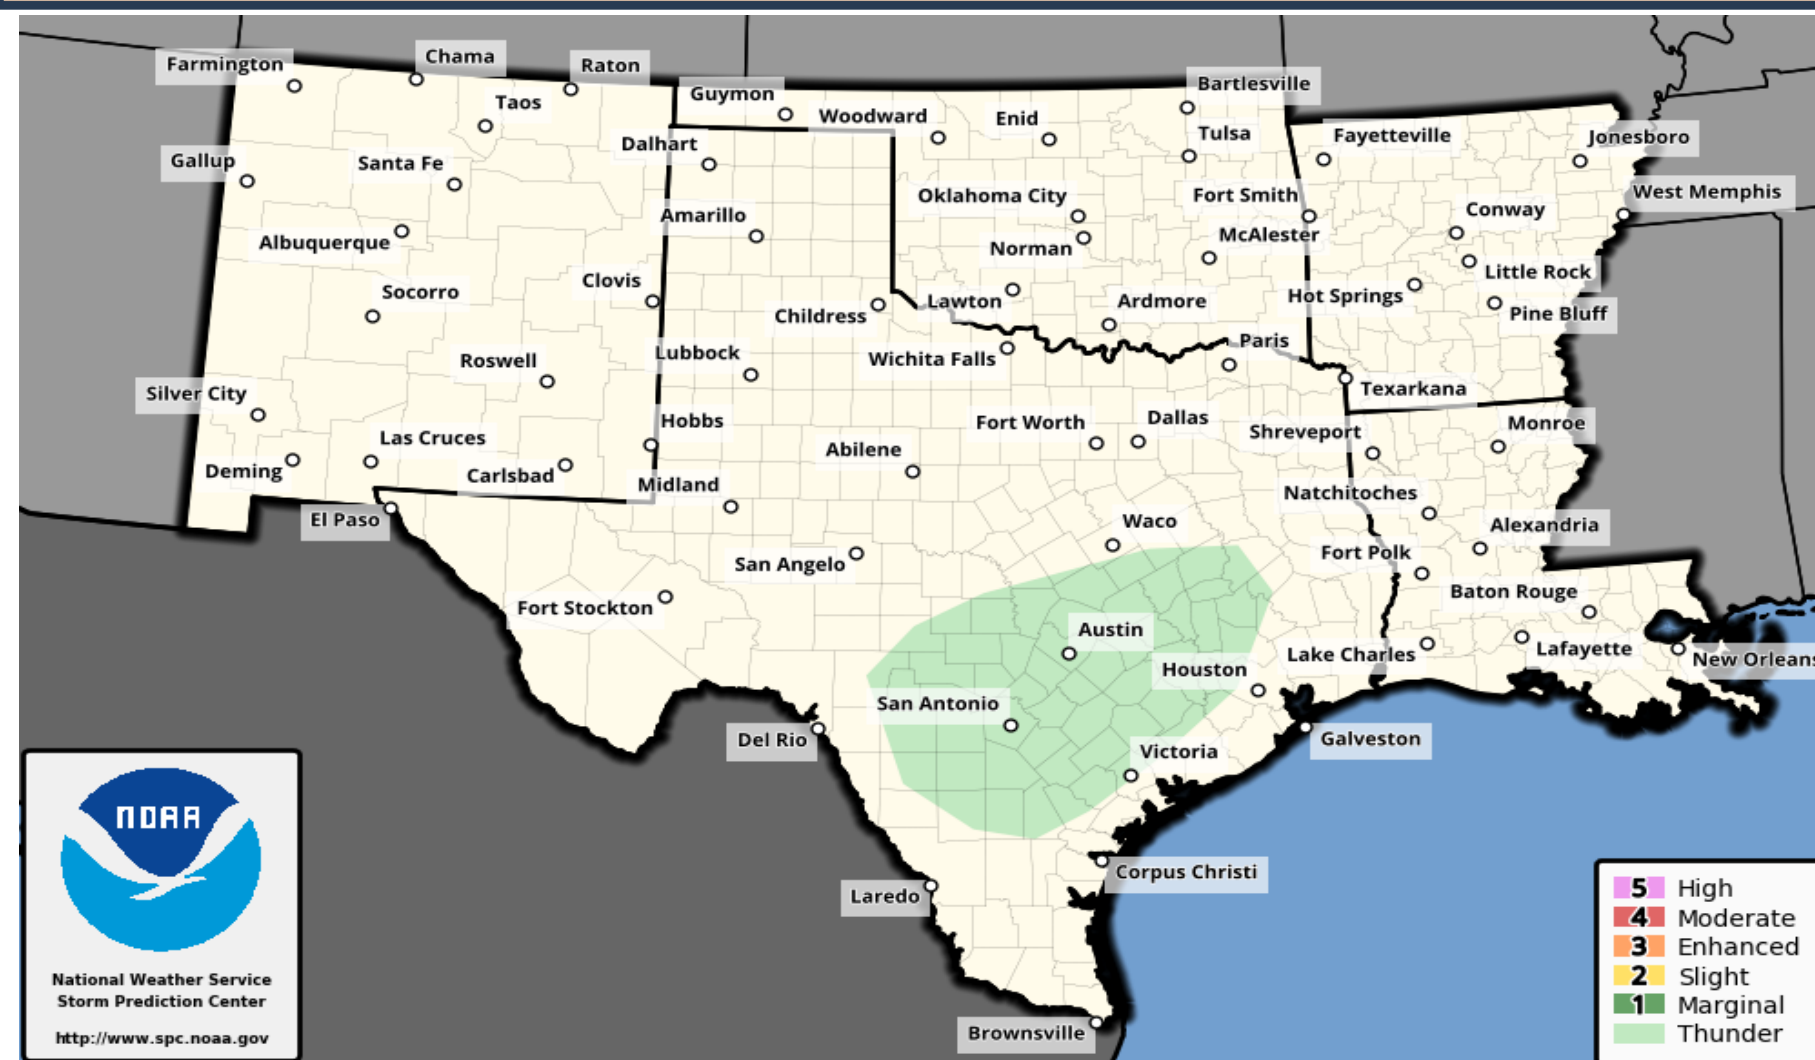 Farmington
Chama
Raton
Taos
Guymon
Woodward
Enid
Bartlesville
Tulsa
Fayetteville
Jonesboro
Gallup
Santa Fe
Dalhart
Oklahoma City
Fort Smith
West Memphis
Albuquerque
Amarillo
Norman
McAlester
Conway
Socorro
Clovis
Childress
Lawton
Ardmore
Hot Springs
Little Rock
Pine Bluff
Roswell
Lubbock
Wichita Falls
Paris
Texarkana
Silver City
Las Cruces
Hobbs
Abilene
Fort Worth
Dallas
Shreveport
Monroe
Deming
Carlsbad
Midland
Natchitoches
El Paso
San Angelo
Waco
Fort Polk
Alexandria
Fort Stockton
Austin
Baton Rouge
Houston
Lake Charles
Lafayette
New Orleans
San Antonio
Del Rio
Victoria
Galveston
Laredo
Corpus Christi
Brownsville
NOAA
National Weather Service
Storm Prediction Center
http://www.spc.noaa.gov
5 High
4 Moderate
3 Enhanced
2 Slight
1 Marginal
Thunder